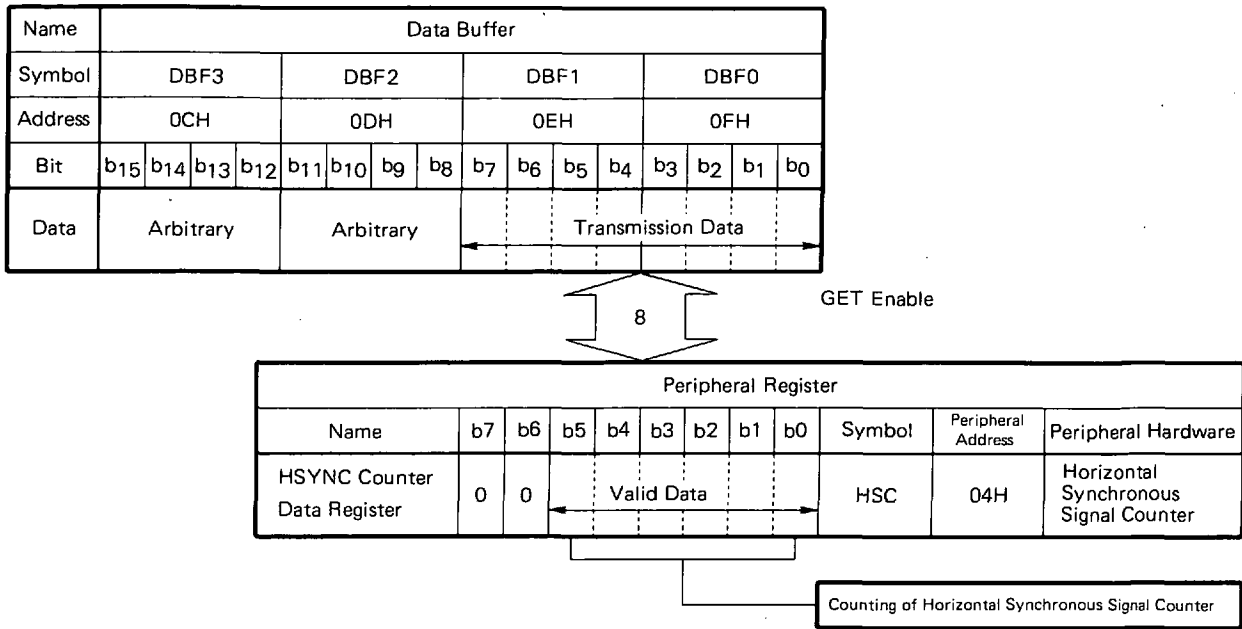 Name Data Buffer
Symbol DBF3 DBF2 DBF1 DBF0
Address 0CH 0DH 0EH 0FH
Bit b15 b14 b13 b12 b11 b10 b9 b8 b7 b6 b5 b4 b3 b2 b1 b0
Data Arbitrary Arbitrary Transmission Data
8 GET Enable
Peripheral Register
Name b7 b6 b5 b4 b3 b2 b1 b0 Symbol Peripheral Address Peripheral Hardware
HSYNC Counter
Data Register
0 0 Valid Data HSC 04H
Horizontal
Synchronous
Signal Counter
Counting of Horizontal Synchronous Signal Counter